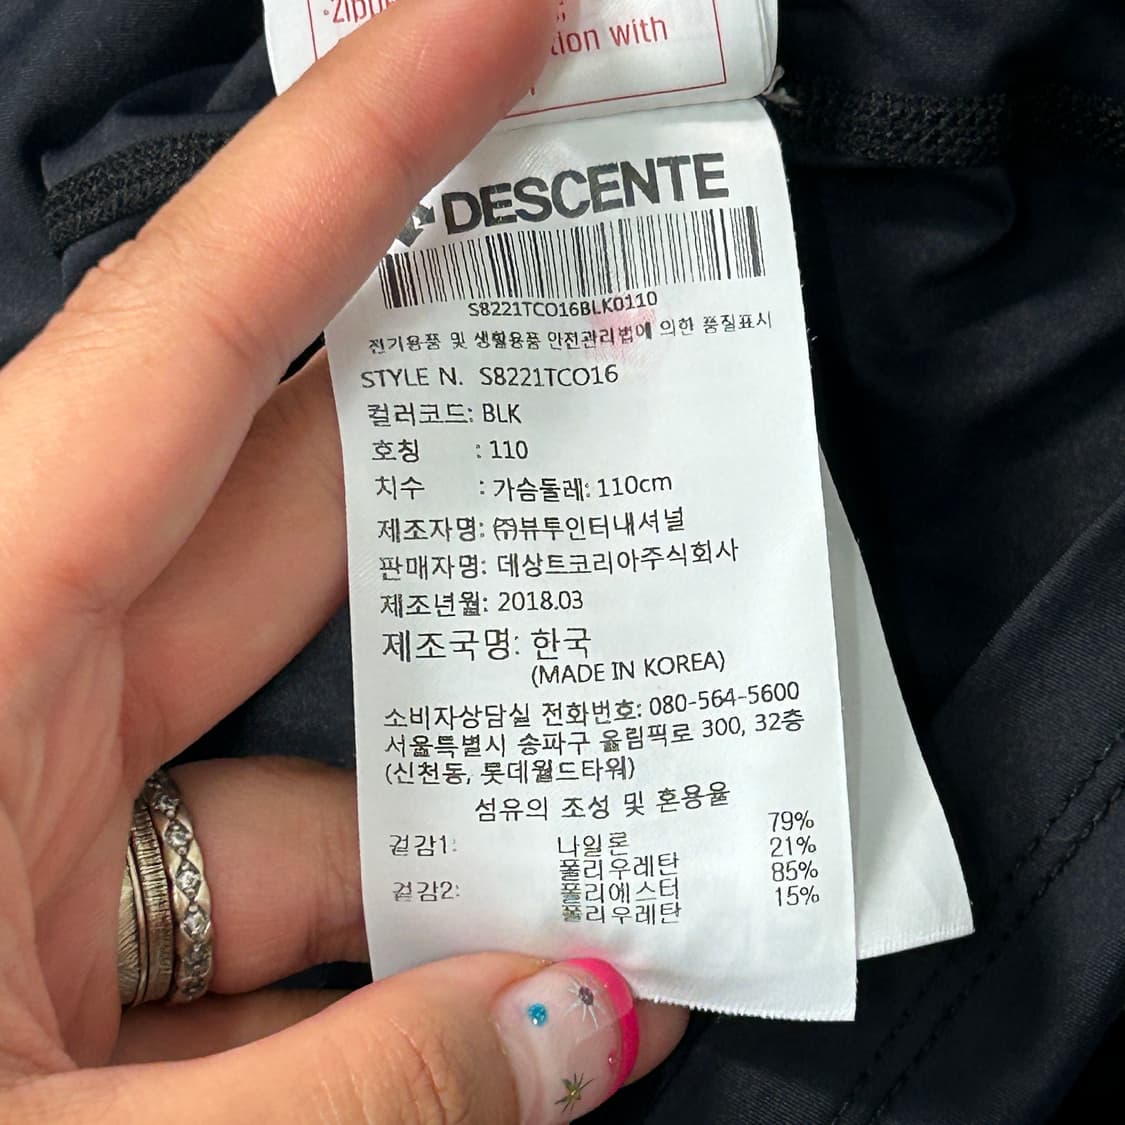 tion with
DESCENTE
S8221TCO16BLK0110
전기용품 및 생활용품 안전관리법에 의한 품질표시
STYLE N. S8221TCO16
컬러코드: BLK
호칭 : 110
치수 : 가슴둘레: 110cm
제조자명: ㈜뷰투인터내셔널
판매자명: 데상트코리아주식회사
제조년월: 2018.03
제조국명: 한국
(MADE IN KOREA)
소비자상담실 전화번호: 080-564-5600
서울특별시 송파구 올림픽로 300, 32층
(신천동, 롯데월드타워)
섬유의 조성 및 혼용율
79%
겉감1: 나일론 21%
폴리우레탄 85%
겉감2: 폴리에스터 15%
폴리우레탄